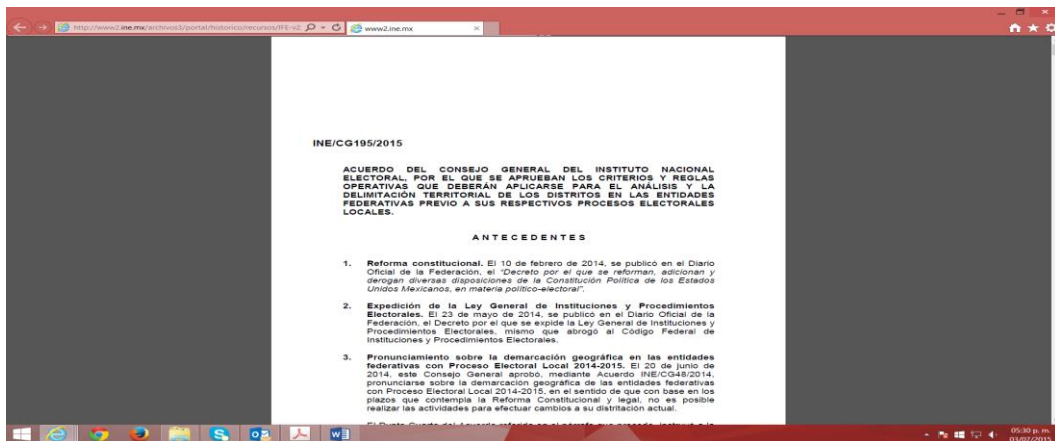 http://www2.ine.mx/archivos3/portal/historico/recursos/IFE-v2
www2.ine.mx
INE/CG195/2015
ACUERDO DEL CONSEJO GENERAL DEL INSTITUTO NACIONAL
ELECTORAL, POR EL QUE SE APRUEBAN LOS CRITERIOS Y REGLAS
OPERATIVAS QUE DEBERÁN APLICARSE PARA EL ANÁLISIS Y LA
DELIMITACIÓN TERRITORIAL DE LOS DISTRITOS EN LAS ENTIDADES
FEDERATIVAS PREVIO A SUS RESPECTIVOS PROCESOS ELECTORALES
LOCALES.
A N T E C E D E N T E S
1. Reforma constitucional. El 10 de febrero de 2014, se publicó en el Diario
Oficial de la Federación, el "Decreto por el que se reforman, adicionan y
derogan diversas disposiciones de la Constitución Política de los Estados
Unidos Mexicanos, en materia político-electoral".
2. Expedición de la Ley General de Instituciones y Procedimientos
Electorales. El 23 de mayo de 2014, se publicó en el Diario Oficial de la
Federación, el Decreto por el que se expide la Ley General de Instituciones y
Procedimientos Electorales, mismo que abrogó al Código Federal de
Instituciones y Procedimientos Electorales.
3. Pronunciamiento sobre la demarcación geográfica en las entidades
federativas con Proceso Electoral Local 2014-2015. El 20 de junio de
2014, este Consejo General aprobó, mediante Acuerdo INE/CG48/2014,
pronunciarse sobre la demarcación geográfica de las entidades federativas
con Proceso Electoral Local 2014-2015, en el sentido de que con base en los
plazos que contempla la Reforma Constitucional y legal, no es posible
realizar las actividades para efectuar cambios a su distritación actual.
05:30 p. m.
03/07/2015